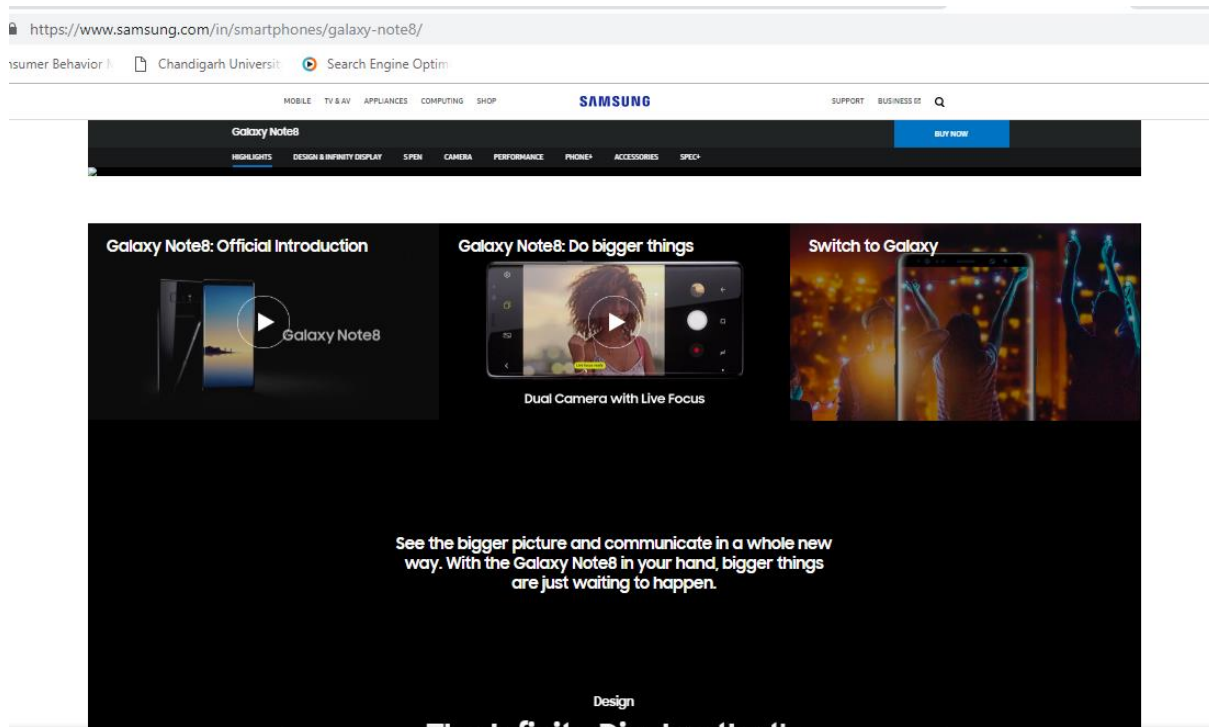 https://www.samsung.com/in/smartphones/galaxy-note8/
nsumer Behavior Chandigarh Universit Search Engine Optim
MOBILE TV & AV APPLIANCES COMPUTING SHOP SAMSUNG SUPPORT BUSINESS
Galaxy Note8 BUY NOW
HIGHLIGHTS DESIGN & INFINITY DISPLAY S PEN CAMERA PERFORMANCE PHONE+ ACCESSORIES SPEC+
Galaxy Note8: Official Introduction
Galaxy Note8
Galaxy Note8: Do bigger things
Dual Camera with Live Focus
Switch to Galaxy
See the bigger picture and communicate in a whole new
way. With the Galaxy Note8 in your hand, bigger things
are just waiting to happen.
Design